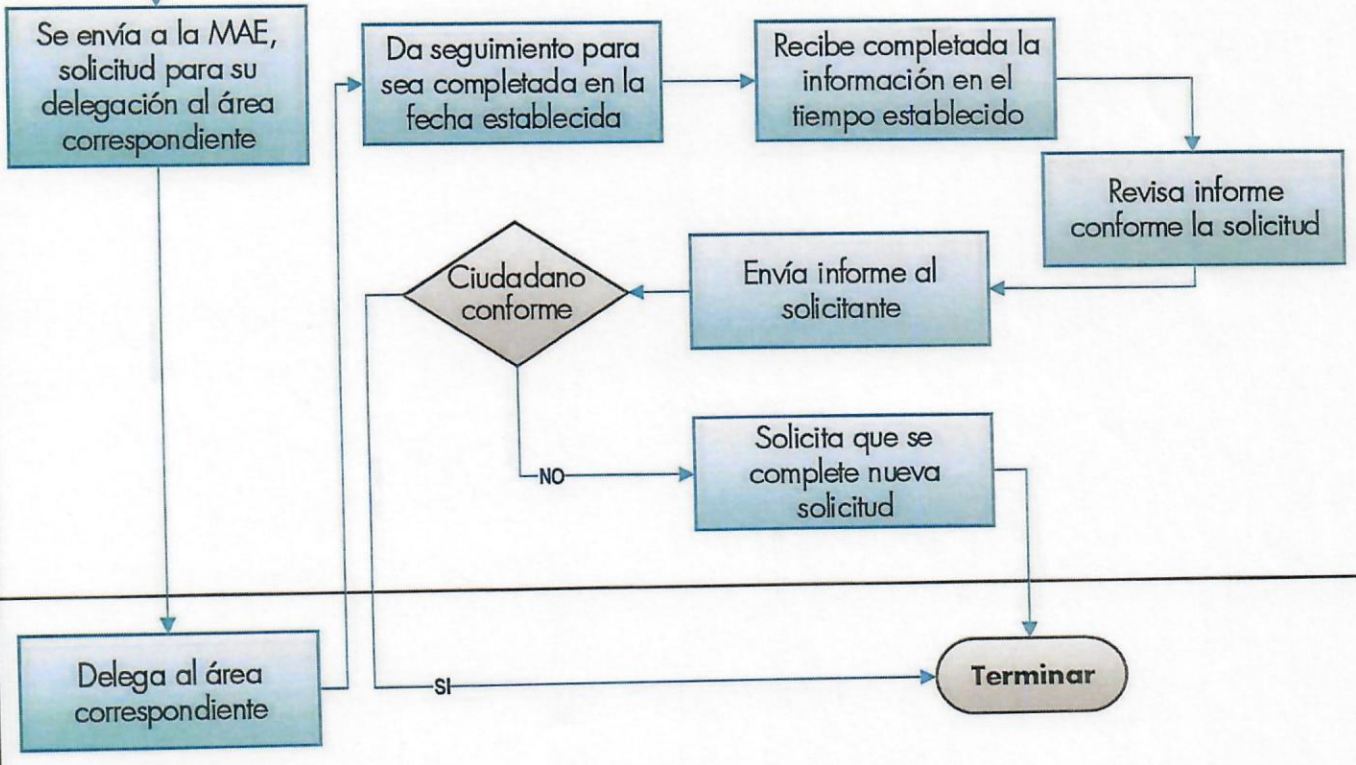 Se envía a la MAE,
solicitud para su
delegación al área
correspondiente
Da seguimiento para
sea completada en la
fecha establecida
Recibe completada la
información en el
tiempo establecido
Revisa informe
conforme la solicitud
Envía informe al
solicitante
Ciudadano
conforme
NO
Solicita que se
complete nueva
solicitud
Delega al área
correspondiente
SI
Terminar